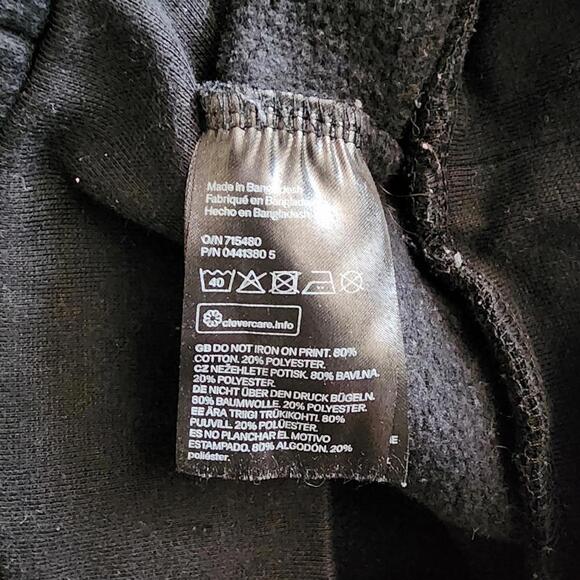 Made in Bangladesh
Fabriqué en Bangladesh
Hecho en Bangladesh
O/N 715480
P/N 0441380 5
40
clevercare.info
GB DO NOT IRON ON PRINT. 80%
COTTON. 20% POLYESTER.
CZ NEŽEHLETE POTISK. 80% BAVLNA.
20% POLYESTER.
DE NICHT ÜBER DEN DRUCK BÜGELN.
80% BAUMWOLLE. 20% POLYESTER.
EE ÄRA TRIIGI TRÜKIKOHTI. 80%
PUUVILL. 20% POLÜESTER.
ES NO PLANCHAR EL MOTIVO
ESTAMPADO. 80% ALGODÓN. 20%
poliéster.